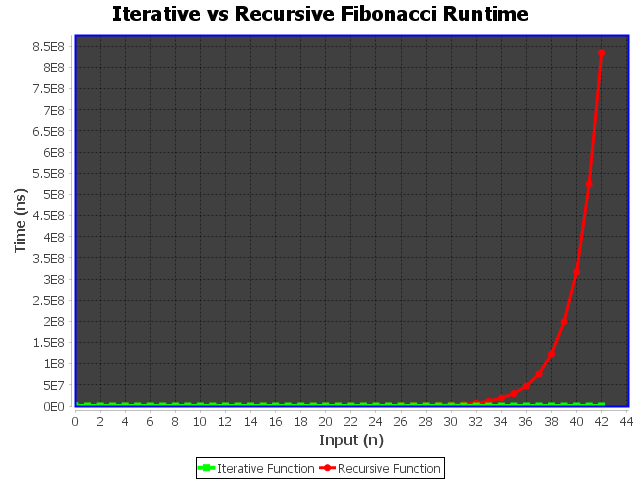 Iterative vs Recursive Fibonacci Runtime
8.5E8
8E8
7.5E8
7E8
6.5E8
6E8
5.5E8
5E8
4.5E8
4E8
3.5E8
3E8
2.5E8
2E8
1.5E8
1E8
5E7
0E0
Time (ns)
0 2 4 6 8 10 12 14 16 18 20 22 24 26 28 30 32 34 36 38 40 42 44
Input (n)
Iterative Function Recursive Function